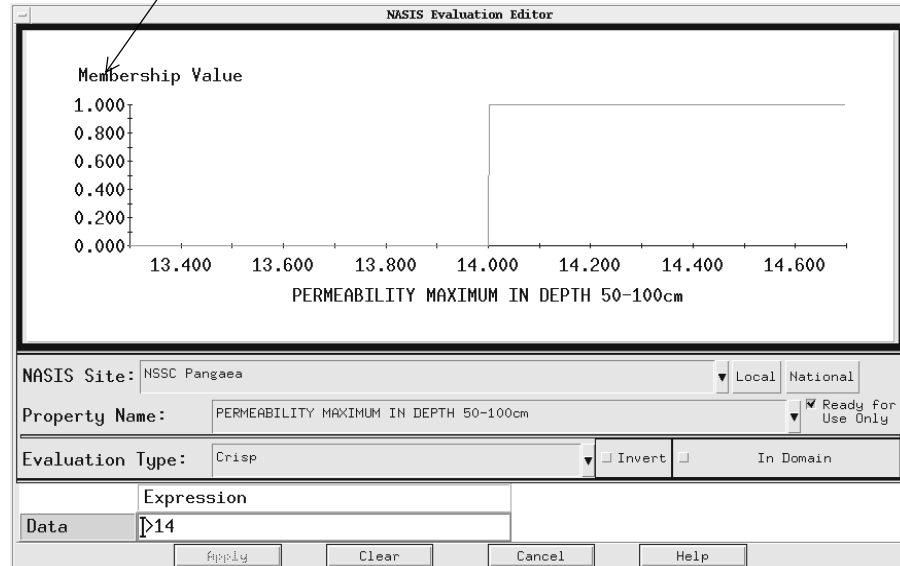 NASIS Evaluation Editor
Membership Value
1.000
0.800
0.600
0.400
0.200
0.000
13.400 13.600 13.800 14.000 14.200 14.400 14.600
PERMEABILITY MAXIMUM IN DEPTH 50-100cm
NASIS Site: NSSC Pangaea Local National
Property Name: PERMEABILITY MAXIMUM IN DEPTH 50-100cm Ready for
Use Only
Evaluation Type: Crisp Invert In Domain
Expression
Data >14
Apply Clear Cancel Help